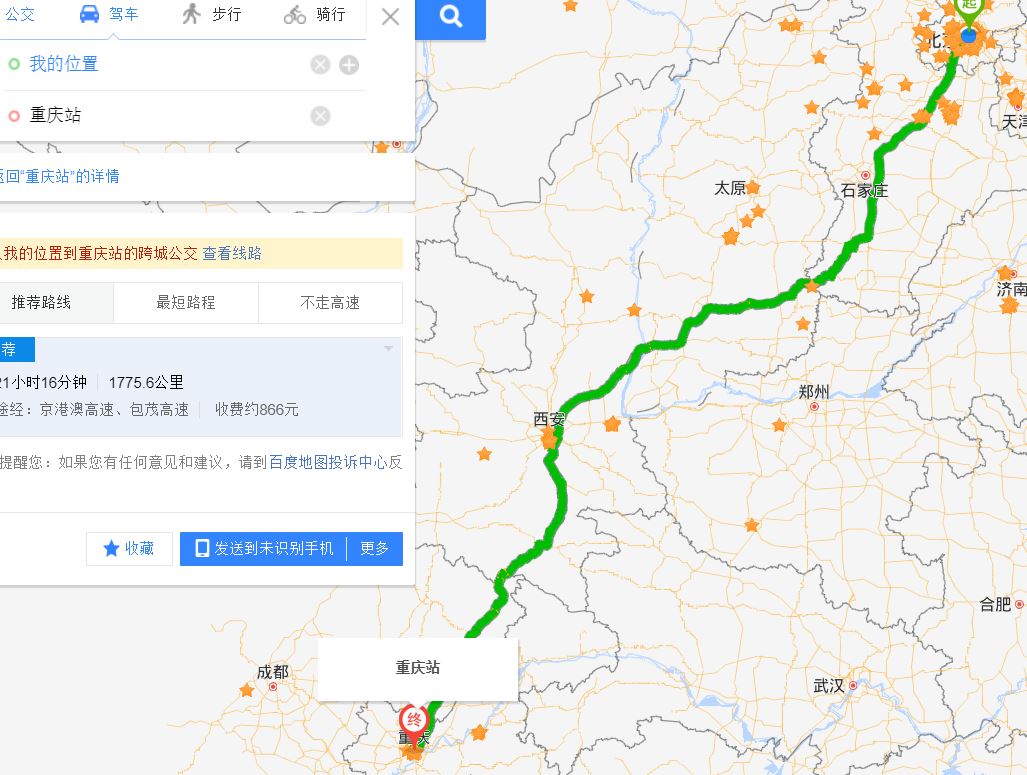 公交 驾车 步行 骑行
我的位置
重庆站
返回“重庆站”的详情
我的位置到重庆站的跨城公交 查看线路
推荐路线 最短路程 不走高速
荐
21小时16分钟 1775.6公里
途经：京港澳高速、包茂高速 收费约866元
提醒您：如果您有任何意见和建议，请到百度地图投诉中心反
收藏 发送到未识别手机 更多
起
北京
天津
太原
石家庄
济南
郑州
西安
合肥
成都
重庆站
武汉
终
重庆